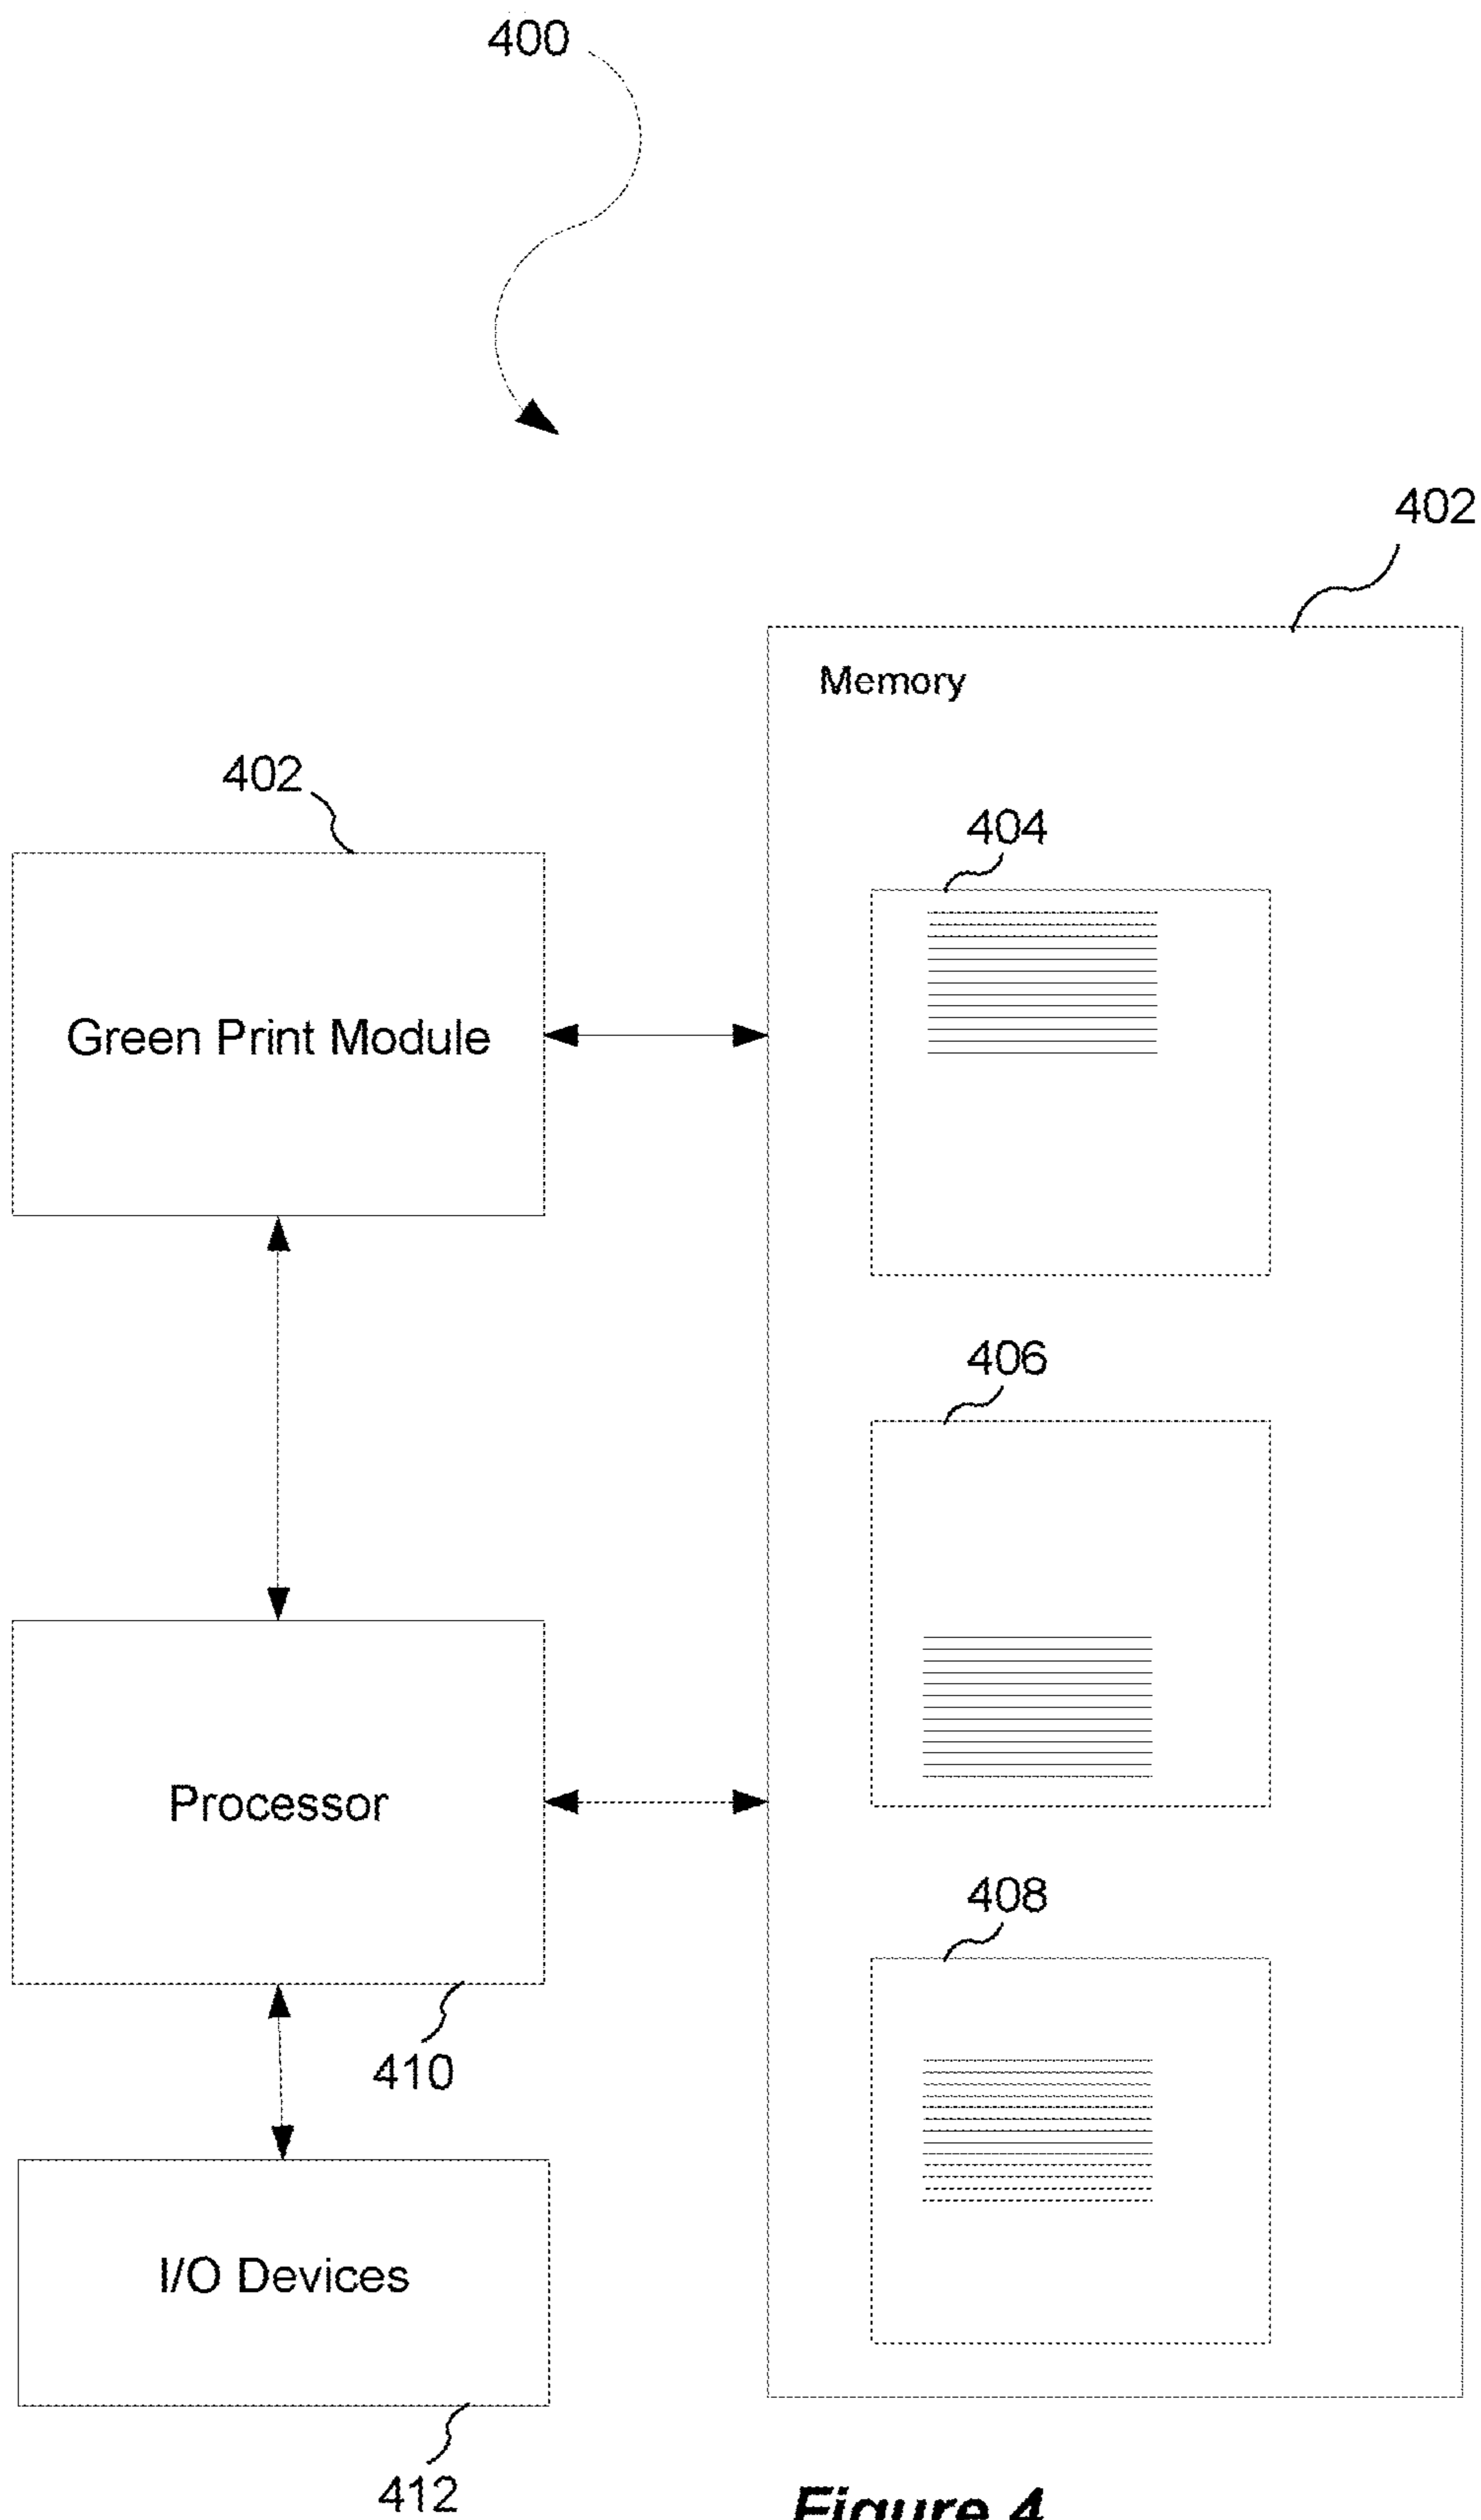 400
402
Memory
402
404
Green Print Module
406
Processor
408
410
I/O Devices
412
Figure 4